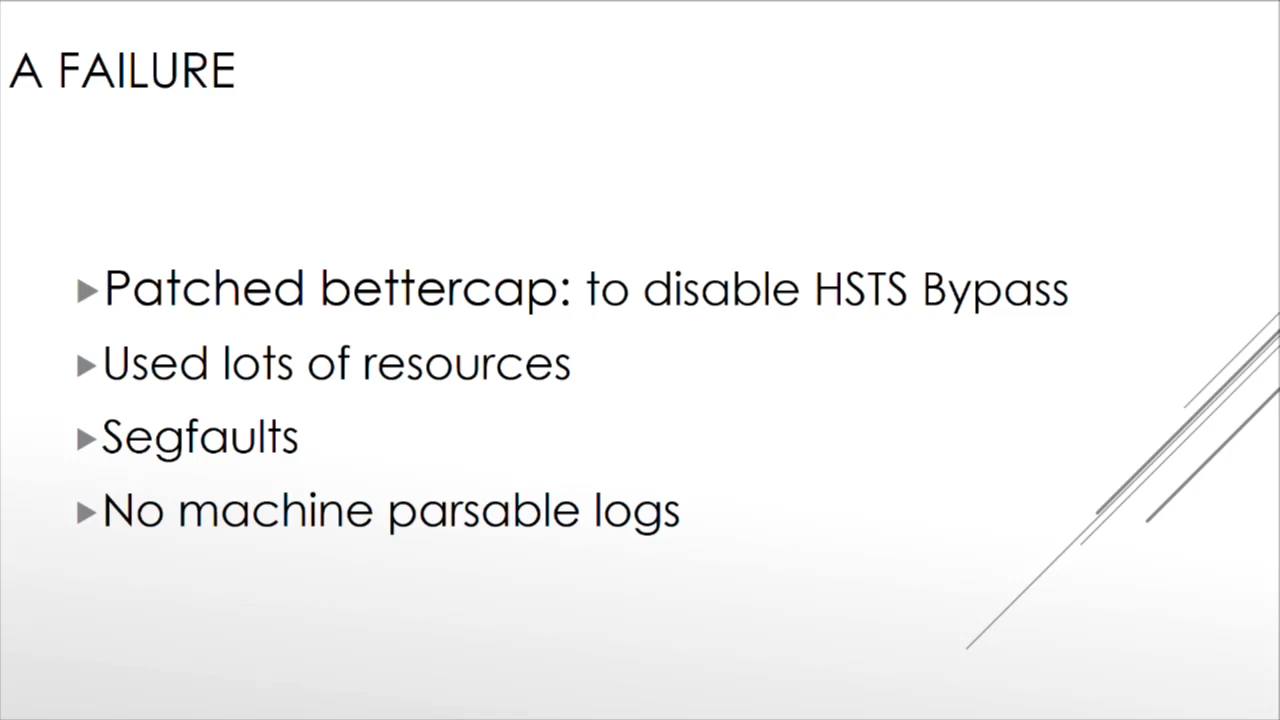 A FAILURE
Patched bettercap: to disable HSTS Bypass
Used lots of resources
Segfaults
No machine parsable logs